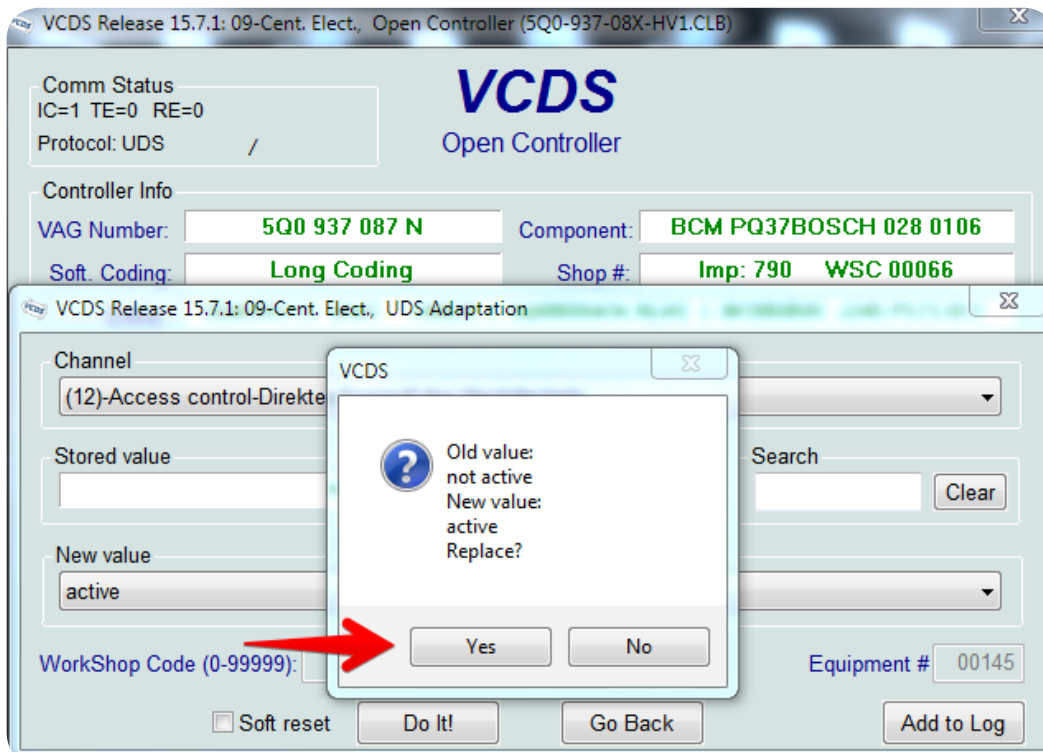 VCDS Release 15.7.1: 09-Cent. Elect., Open Controller (5Q0-937-08X-HV1.CLB)
Comm Status
IC=1 TE=0 RE=0
Protocol: UDS /
VCDS
Open Controller
Controller Info
VAG Number: 5Q0 937 087 N Component: BCM PQ37BOSCH 028 0106
Soft. Coding: Long Coding Shop #: Imp: 790 WSC 00066
VCDS Release 15.7.1: 09-Cent. Elect., UDS Adaptation
Channel
(12)-Access control-Direkte
VCDS
Old value:
not active
New value:
active
Replace?
Yes No
Stored value
Search
Clear
New value
active
WorkShop Code (0-99999):
Equipment # 00145
Soft reset Do It! Go Back Add to Log